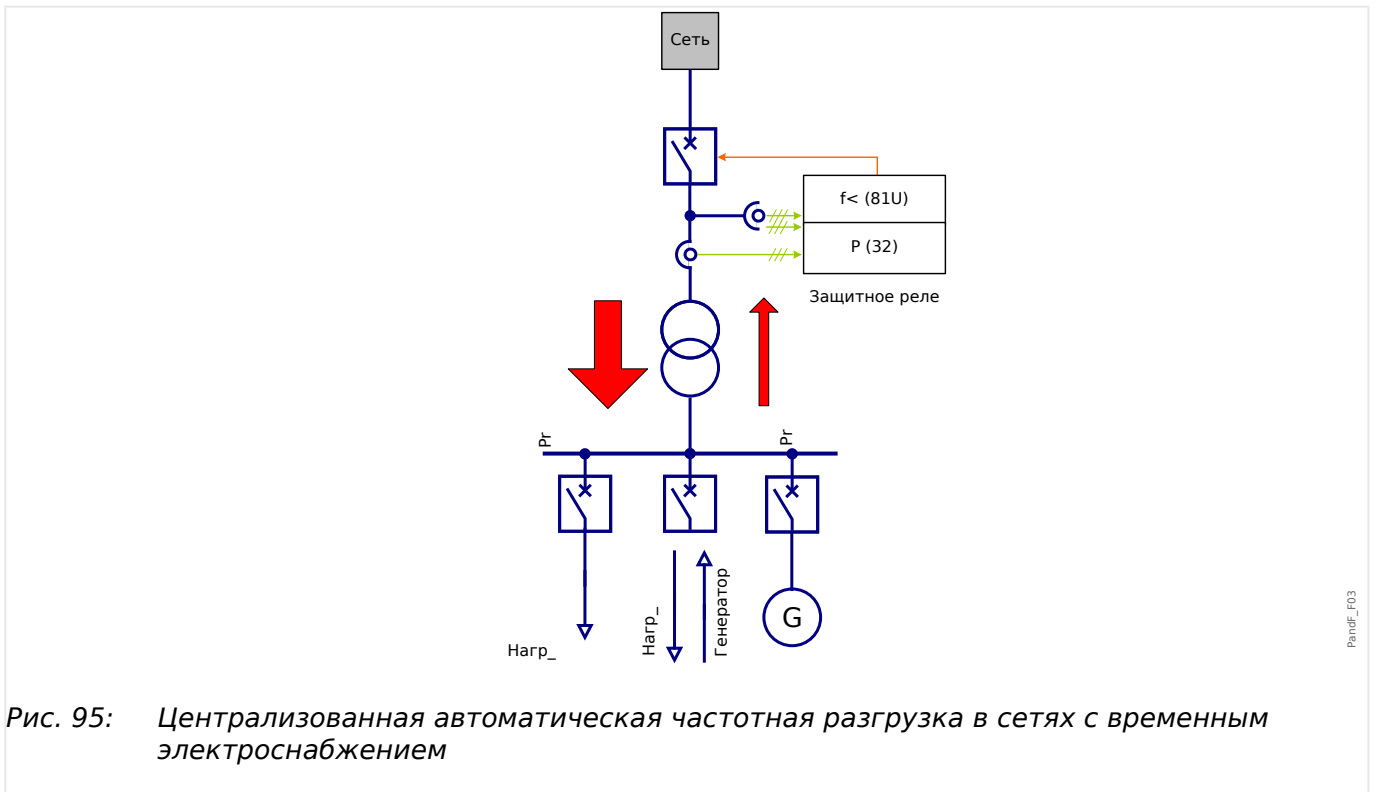 Сеть
f< (81U)
P (32)
Защитное реле
Pr
Pr
Нагр_
Нагр_
Генератор
G
PandF_F03
Рис. 95: Централизованная автоматическая частотная разгрузка в сетях с временным
электроснабжением